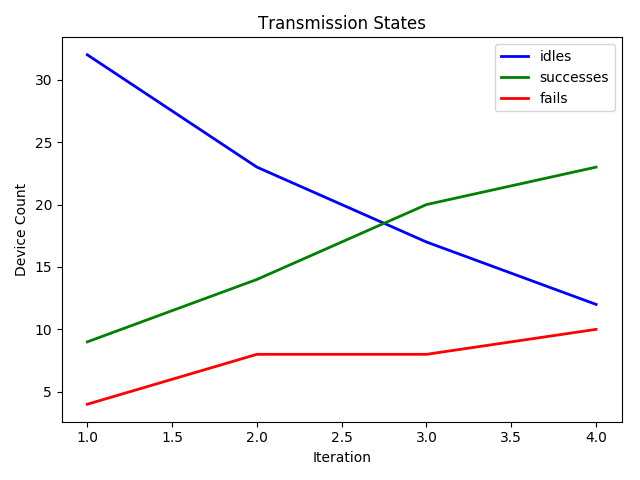 Transmission States
idles
successes
fails
Device Count
30
25
20
15
10
5
1.0 1.5 2.0 2.5 3.0 3.5 4.0
Iteration